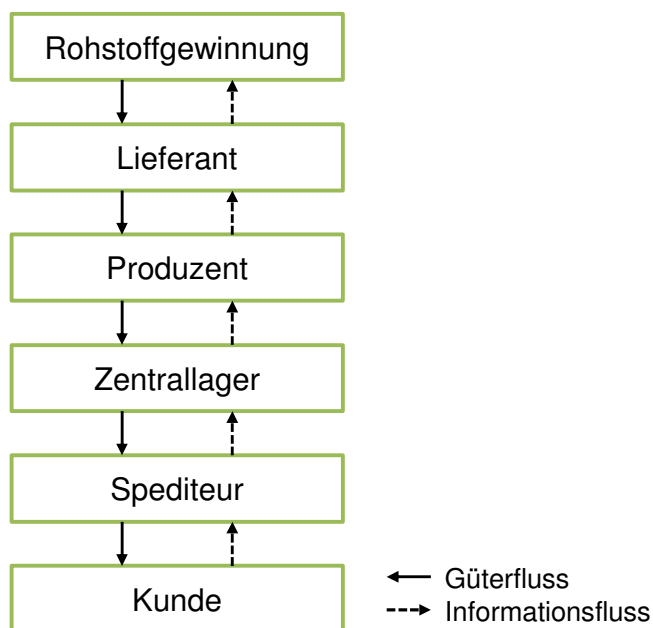 Rohstoffgewinnung
Lieferant
Produzent
Zentrallager
Spediteur
Kunde
Güterfluss
Informationsfluss